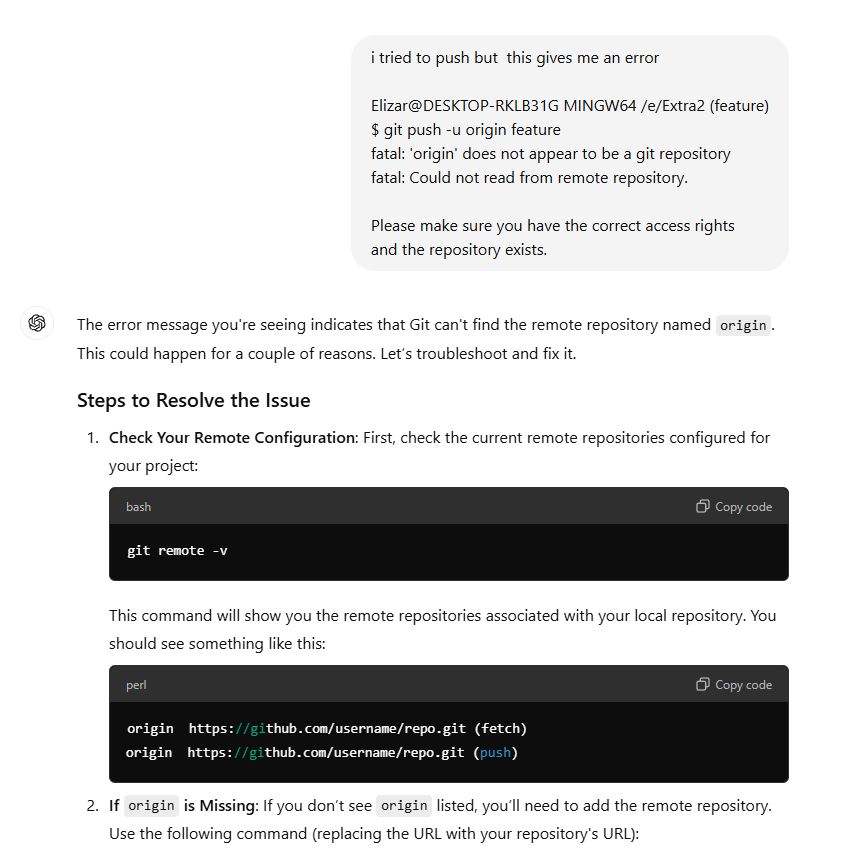 i tried to push but  this gives me an error
Elizar@DESKTOP-RKLB31G MINGW64 /e/Extra2 (feature)
$ git push -u origin feature
fatal: 'origin' does not appear to be a git repository
fatal: Could not read from remote repository.
Please make sure you have the correct access rights
and the repository exists.
The error message you're seeing indicates that Git can't find the remote repository named origin.
This could happen for a couple of reasons. Let's troubleshoot and fix it.
Steps to Resolve the Issue
1. Check Your Remote Configuration: First, check the current remote repositories configured for
your project:
bash Copy code
git remote -v
This command will show you the remote repositories associated with your local repository. You
should see something like this:
perl Copy code
origin  https://github.com/username/repo.git (fetch)
origin  https://github.com/username/repo.git (push)
2. If origin is Missing: If you don't see origin listed, you'll need to add the remote repository.
Use the following command (replacing the URL with your repository's URL):